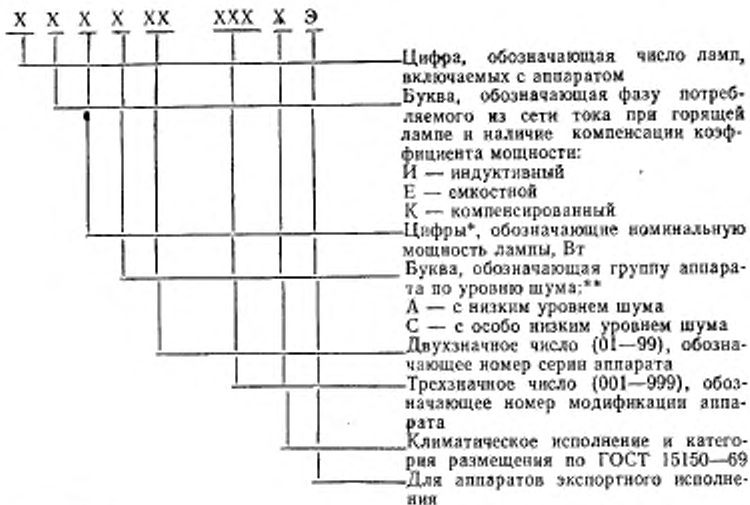 Х Х Х Х ХХ ХХХ Х Э
Цифра, обозначающая число ламп,
включаемых с аппаратом
Буква, обозначающая фазу потреб-
ляемого из сети тока при горящей
лампе и наличие компенсации коэф-
фициента мощности:
И — индуктивный
Е — емкостной
К — компенсированный
Цифры*, обозначающие номинальную
мощность лампы, Вт
Буква, обозначающая группу аппара-
та по уровню шума:**
А — с низким уровнем шума
С — с особо низким уровнем шума
Двухзначное число (01—99), обозна-
чающее номер серии аппарата
Трехзначное число (001—999), обоз-
начающее номер модификации аппа-
рата
Климатическое исполнение и катего-
рия размещения по ГОСТ 15150—69
Для аппаратов экспортного исполне-
ния